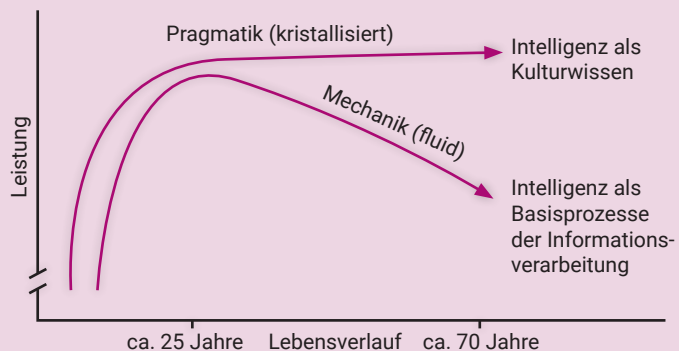 Pragmatik (kristallisiert)
Intelligenz als
Kulturwissen
Mechanik (fluid)
Leistung
Intelligenz als
Basisprozesse
der Informations-
verarbeitung
ca. 25 Jahre Lebensverlauf ca. 70 Jahre